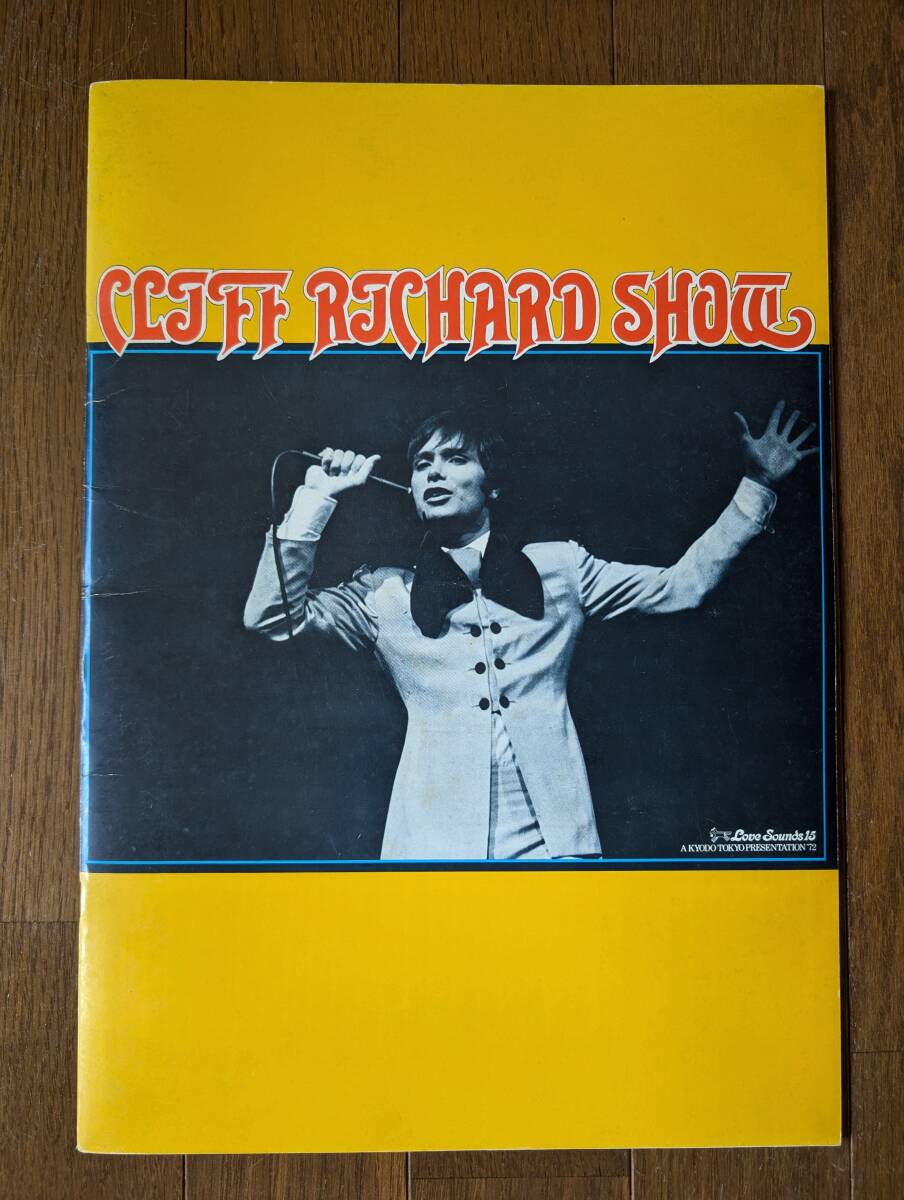 CLIFF RICHARD SHOW
Love Sounds 15
A KYODO TOKYO PRESENTATION '72